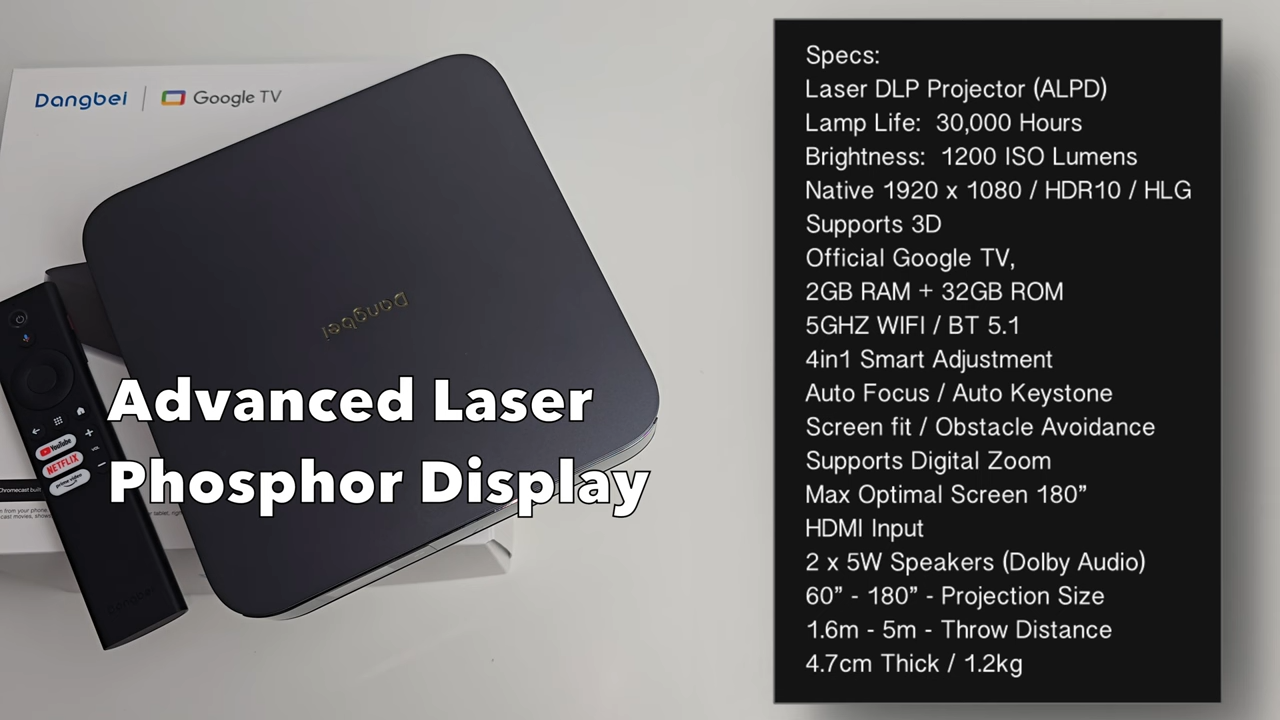 Dangbei | Google TV
Dangbei
YouTube
NETFLIX
prime video
VOL
Chromecast built
Dangbei
Advanced Laser
Phosphor Display
Specs:
Laser DLP Projector (ALPD)
Lamp Life:  30,000 Hours
Brightness:  1200 ISO Lumens
Native 1920 x 1080 / HDR10 / HLG
Supports 3D
Official Google TV,
2GB RAM + 32GB ROM
5GHZ WIFI / BT 5.1
4in1 Smart Adjustment
Auto Focus / Auto Keystone
Screen fit / Obstacle Avoidance
Supports Digital Zoom
Max Optimal Screen 180”
HDMI Input
2 x 5W Speakers (Dolby Audio)
60” - 180” - Projection Size
1.6m - 5m - Throw Distance
4.7cm Thick / 1.2kg